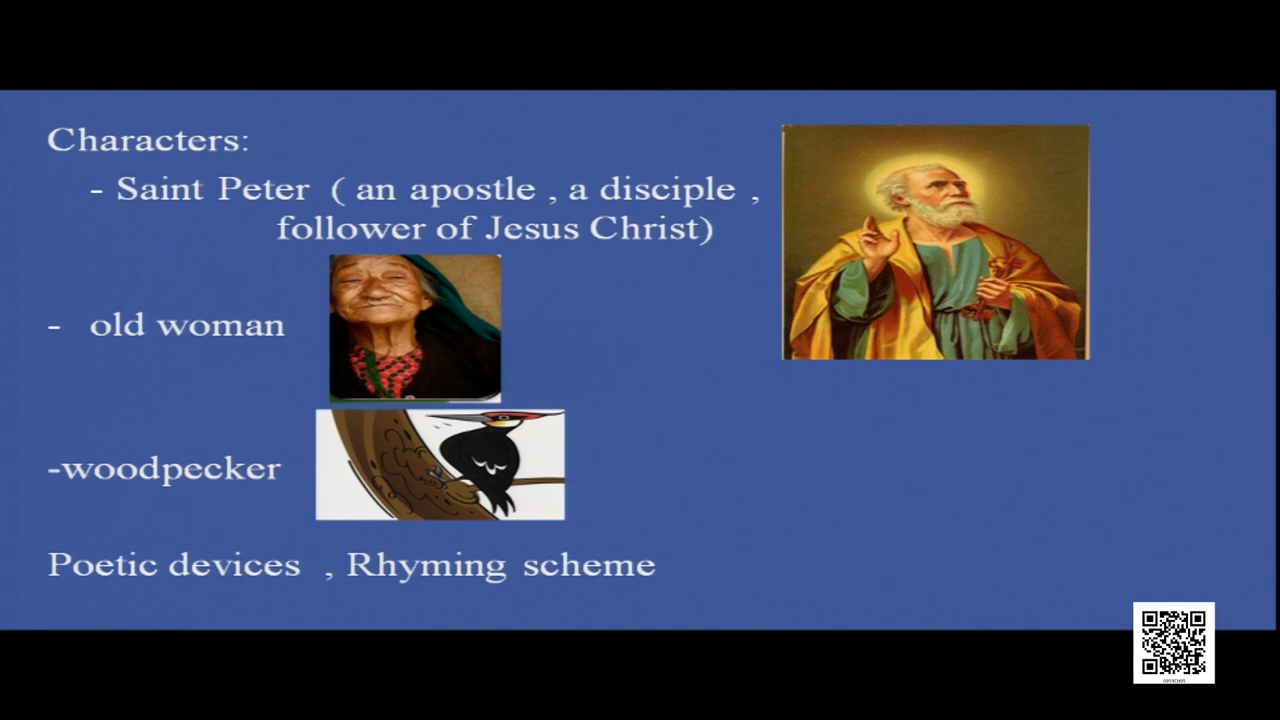 Characters:
- Saint Peter ( an apostle , a disciple ,
follower of Jesus Christ)
- old woman
-woodpecker
Poetic devices , Rhyming scheme